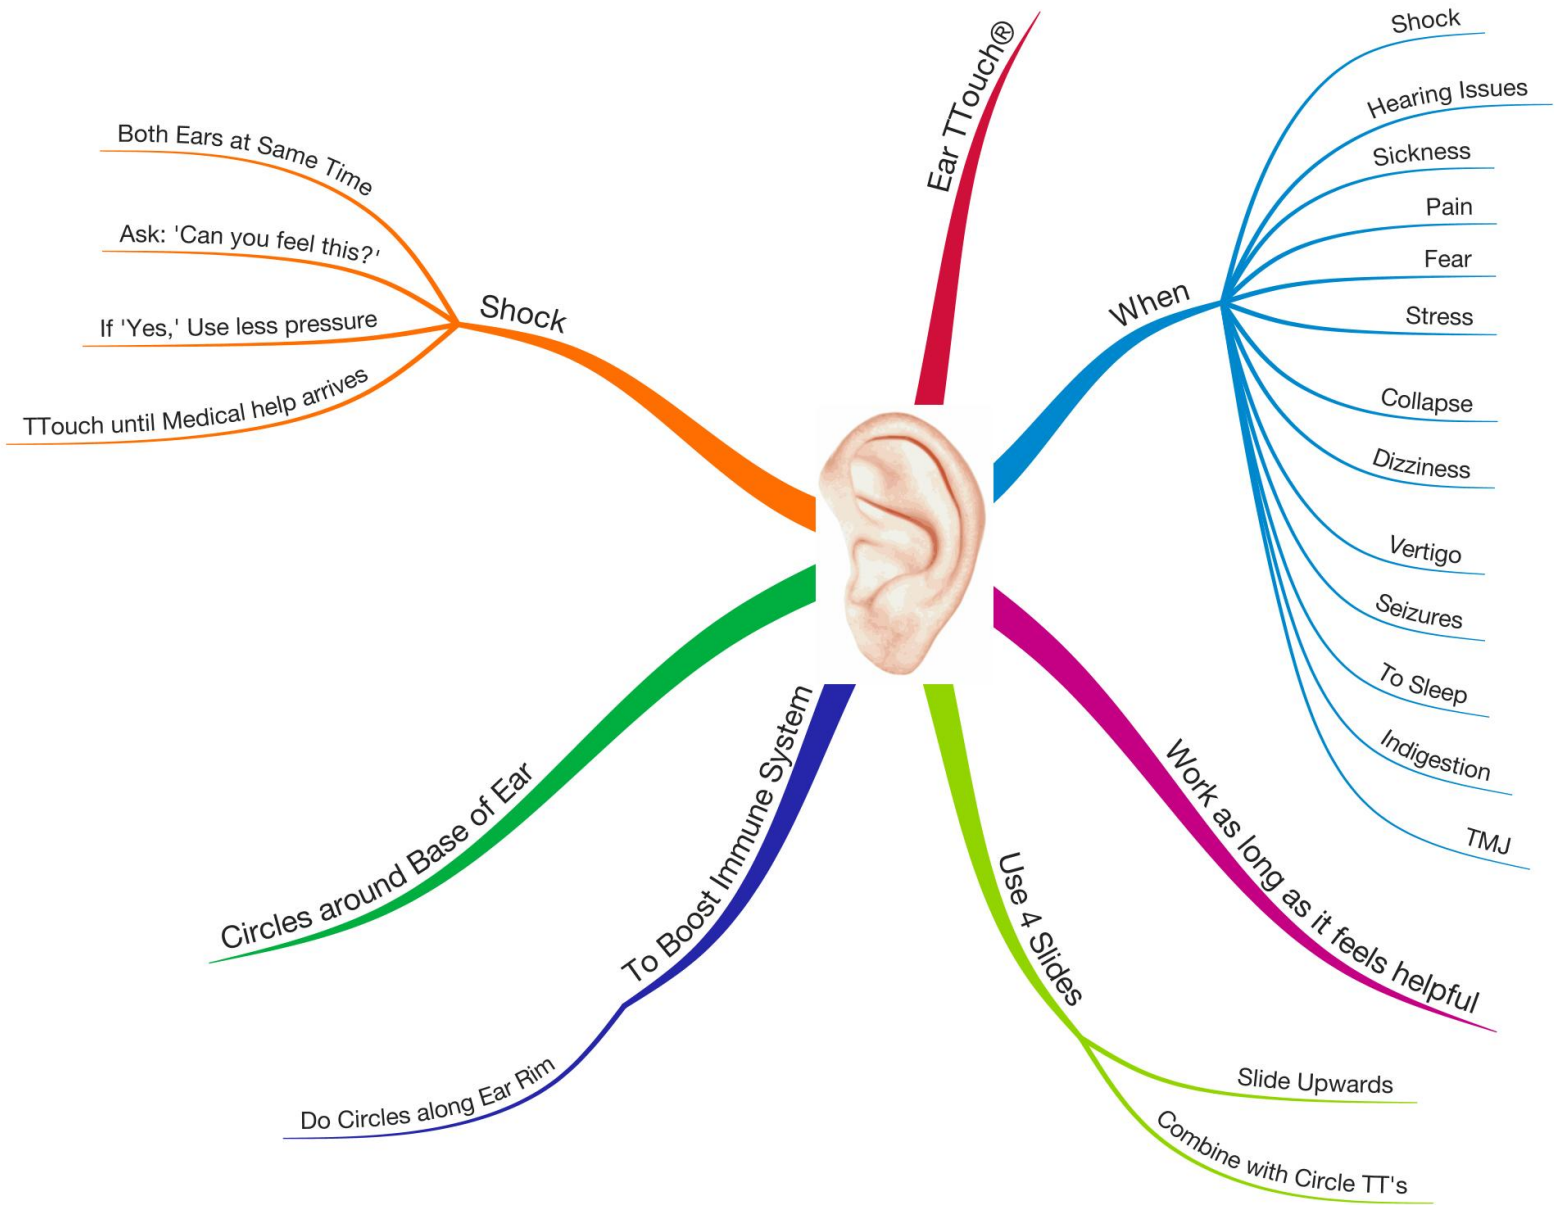 Ear TTouch®
When
Shock
Hearing Issues
Sickness
Pain
Fear
Stress
Collapse
Dizziness
Vertigo
Seizures
To Sleep
Indigestion
TMJ
Work as long as it feels helpful
Use 4 Slides
Slide Upwards
Combine with Circle TT's
To Boost Immune System
Do Circles along Ear Rim
Circles around Base of Ear
Shock
Both Ears at Same Time
Ask: 'Can you feel this?'
If 'Yes,' Use less pressure
TTouch until Medical help arrives